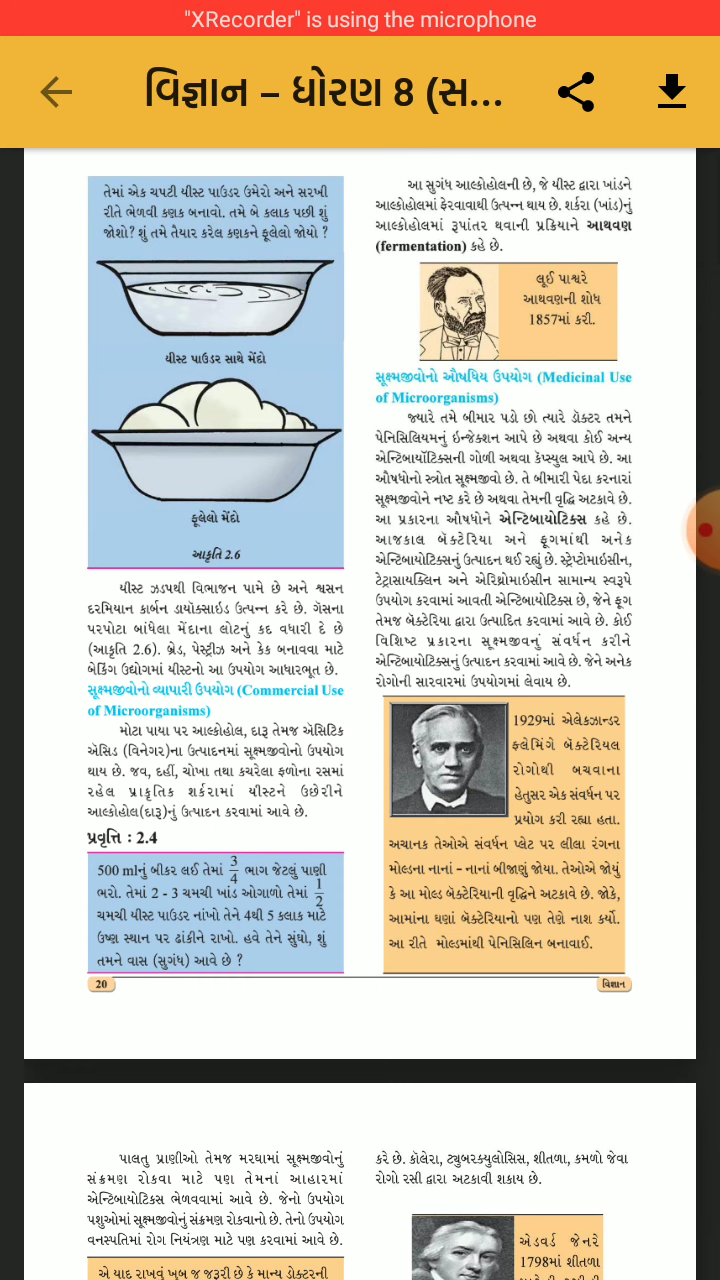 "XRecorder" is using the microphone
વિજ્ઞાન – ધોરણ 8 (સ...
તેમાં એક ચપટી યીસ્ટ પાઉડર ઉમેરો અને સરખી
રીતે ભેળવી કણક બનાવો. તમે બે કલાક પછી શું
જોશો? શું તમે તૈયાર કરેલ કણકને ફૂલેલો જોયો ?
યીસ્ટ પાઉડર સાથે મેંદો
ફૂલેલો મેંદો
આકૃતિ 2.6
યીસ્ટ ઝડપથી વિભાજન પામે છે અને શ્વસન
દરમિયાન કાર્બન ડાયૉક્સાઇડ ઉત્પન્ન કરે છે. ગૅસના
પરપોટા બાંધેલા મેંદાના લોટનું કદ વધારી દે છે
(આકૃતિ 2.6). બ્રેડ, પેસ્ટ્રીઝ અને કેક બનાવવા માટે
બેકિંગ ઉદ્યોગમાં યીસ્ટનો આ ઉપયોગ આધારભૂત છે.
સૂક્ષ્મજીવોનો વ્યાપારી ઉપયોગ (Commercial Use
of Microorganisms)
મોટા પાયા પર આલ્કોહોલ, દારૂ તેમજ ઍસિટિક
ઍસિડ (વિનેગર)ના ઉત્પાદનમાં સૂક્ષ્મજીવોનો ઉપયોગ
થાય છે. જવ, દહીં, ચોખા તથા કચરેલા ફળોના રસમાં
રહેલ પ્રાકૃતિક શર્કરામાં યીસ્ટને ઉછેરીને
આલ્કોહોલ(દારૂ)નું ઉત્પાદન કરવામાં આવે છે.
પ્રવૃત્તિ : 2.4
500 mlનું બીકર લઈ તેમાં 3/4 ભાગ જેટલું પાણી
ભરો. તેમાં 2 - 3 ચમચી ખાંડ ઓગાળો તેમાં 1/2
ચમચી યીસ્ટ પાઉડર નાંખો તેને 4થી 5 કલાક માટે
ઉષ્ણ સ્થાન પર ઢાંકીને રાખો. હવે તેને સુંઘો, શું
તમને વાસ (સુગંધ) આવે છે ?
20
આ સુગંધ આલ્કોહોલની છે, જે યીસ્ટ દ્વારા ખાંડને
આલ્કોહોલમાં ફેરવાવાથી ઉત્પન્ન થાય છે. શર્કરા (ખાંડ)નું
આલ્કોહોલમાં રૂપાંતર થવાની પ્રક્રિયાને આથવણ
(fermentation) કહે છે.
લૂઈ પાશ્ચરે
આથવણની શોધ
1857માં કરી.
સૂક્ષ્મજીવોનો ઔષધિય ઉપયોગ (Medicinal Use
of Microorganisms)
જ્યારે તમે બીમાર પડો છો ત્યારે ડૉક્ટર તમને
પેનિસિલિયમનું ઇન્જેક્શન આપે છે અથવા કોઈ અન્ય
એન્ટિબાયૉટિક્સની ગોળી અથવા કૅપ્સ્યુલ આપે છે. આ
ઔષધોનો સ્ત્રોત સૂક્ષ્મજીવો છે. તે બીમારી પેદા કરનારાં
સૂક્ષ્મજીવોને નષ્ટ કરે છે અથવા તેમની વૃદ્ધિ અટકાવે છે.
આ પ્રકારના ઔષધોને એન્ટિબાયોટિક્સ કહે છે.
આજકાલ બૅક્ટેરિયા અને ફૂગમાંથી અનેક
એન્ટિબાયોટિક્સનું ઉત્પાદન થઈ રહ્યું છે. સ્ટ્રેપ્ટોમાઇસીન,
ટેટ્રાસાયક્લિન અને એરિથ્રોમાઇસીન સામાન્ય સ્વરૂપે
ઉપયોગ કરવામાં આવતી એન્ટિબાયોટિક્સ છે, જેને ફૂગ
તેમજ બૅક્ટેરિયા દ્વારા ઉત્પાદિત કરવામાં આવે છે. કોઈ
વિશિષ્ટ પ્રકારના સૂક્ષ્મજીવનું સંવર્ધન કરીને
એન્ટિબાયોટિક્સનું ઉત્પાદન કરવામાં આવે છે. જેને અનેક
રોગોની સારવારમાં ઉપયોગમાં લેવાય છે.
1929માં એલેકઝાન્ડર
ફ્લેમિંગે બૅક્ટેરિયલ
રોગોથી બચવાના
હેતુસર એક સંવર્ધન પર
પ્રયોગ કરી રહ્યા હતા.
અચાનક તેઓએ સંવર્ધન પ્લેટ પર લીલા રંગના
મોલ્ડના નાનાં - નાનાં બીજાણું જોયા. તેઓએ જોયું
કે આ મોલ્ડ બૅક્ટેરિયાની વૃદ્ધિને અટકાવે છે. જોકે,
આમાંના ઘણાં બૅક્ટેરિયાનો પણ તેણે નાશ કર્યો.
આ રીતે મોલ્ડમાંથી પેનિસિલિન બનાવાઈ.
વિજ્ઞાન
પાલતુ પ્રાણીઓ તેમજ મરઘામાં સૂક્ષ્મજીવોનું
સંક્રમણ રોકવા માટે પણ તેમનાં આહારમાં
એન્ટિબાયોટિક્સ ભેળવવામાં આવે છે. જેનો ઉપયોગ
પશુઓમાં સૂક્ષ્મજીવોનું સંક્રમણ રોકવાનો છે. તેનો ઉપયોગ
વનસ્પતિમાં રોગ નિયંત્રણ માટે પણ કરવામાં આવે છે.
એ યાદ રાખવું ખૂબ જ જરૂરી છે કે માન્ય ડોક્ટરની
કરે છે. કૉલેરા, ટ્યુબરક્યુલોસિસ, શીતળા, કમળો જેવા
રોગો રસી દ્વારા અટકાવી શકાય છે.
એડવર્ડ જેનરે
1798માં શીતળા